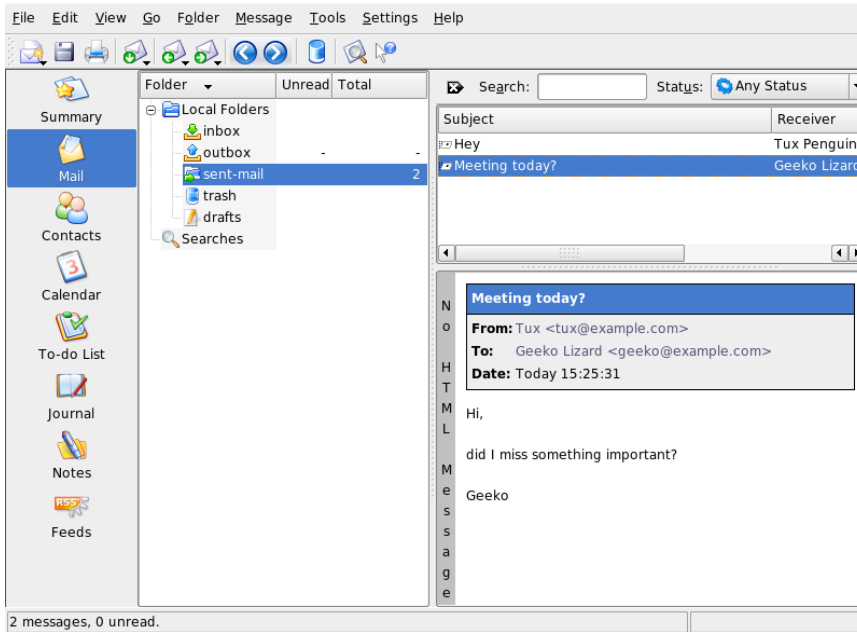 File Edit View Go Folder Message Tools Settings Help
Summary
Mail
Contacts
Calendar
To-do List
Journal
Notes
RSS
Feeds
Folder Unread Total
Local Folders
inbox
outbox - -
sent-mail 2
trash
drafts
Searches
Search: Status: Any Status
Subject Receiver
Hey Tux Penguin
Meeting today? Geeko Lizard
No HTML Message
Meeting today?
From: Tux <tux@example.com>
To: Geeko Lizard <geeko@example.com>
Date: Today 15:25:31
Hi,
did I miss something important?
Geeko
2 messages, 0 unread.